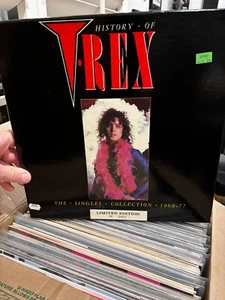 HISTORY · OF
T·REX
THE · SINGLES · COLLECTION · 1968-77
LIMITED EDITION